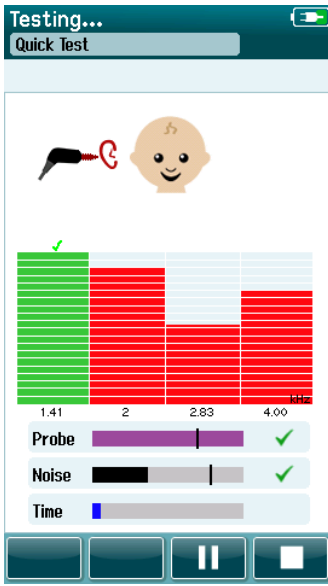 Testing...
Quick Test
kHz
1.41 2 2.83 4.00
Probe
Noise
Time